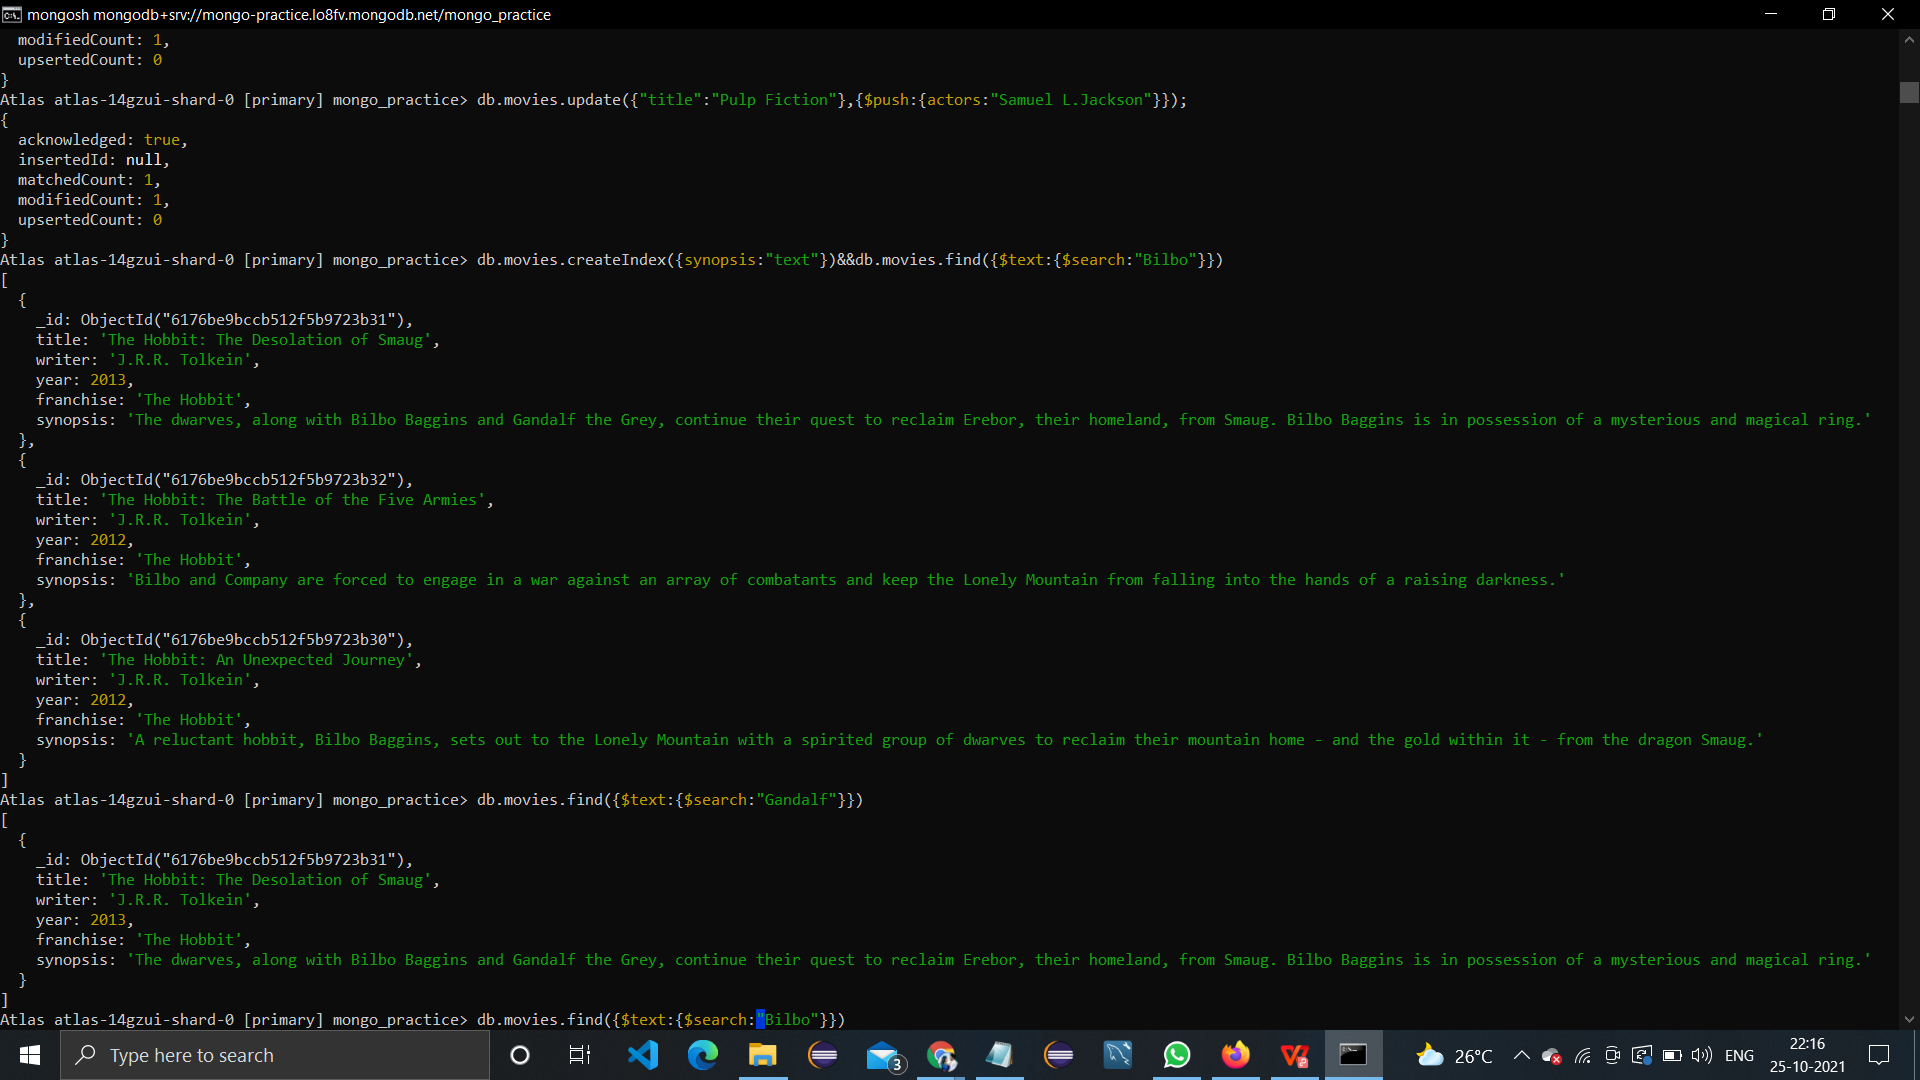 mongosh mongodb+srv://mongo-practice.lo8fv.mongodb.net/mongo_practice
  modifiedCount: 1,
  upsertedCount: 0
}
Atlas atlas-14gzui-shard-0 [primary] mongo_practice> db.movies.update({"title":"Pulp Fiction"},{$push:{actors:"Samuel L.Jackson"}});
{
  acknowledged: true,
  insertedId: null,
  matchedCount: 1,
  modifiedCount: 1,
  upsertedCount: 0
}
Atlas atlas-14gzui-shard-0 [primary] mongo_practice> db.movies.createIndex({synopsis:"text"})&&db.movies.find({$text:{$search:"Bilbo"}})
[
  {
    _id: ObjectId("6176be9bccb512f5b9723b31"),
    title: 'The Hobbit: The Desolation of Smaug',
    writer: 'J.R.R. Tolkein',
    year: 2013,
    franchise: 'The Hobbit',
    synopsis: 'The dwarves, along with Bilbo Baggins and Gandalf the Grey, continue their quest to reclaim Erebor, their homeland, from Smaug. Bilbo Baggins is in possession of a mysterious and magical ring.'
  },
  {
    _id: ObjectId("6176be9bccb512f5b9723b32"),
    title: 'The Hobbit: The Battle of the Five Armies',
    writer: 'J.R.R. Tolkein',
    year: 2012,
    franchise: 'The Hobbit',
    synopsis: 'Bilbo and Company are forced to engage in a war against an array of combatants and keep the Lonely Mountain from falling into the hands of a raising darkness.'
  },
  {
    _id: ObjectId("6176be9bccb512f5b9723b30"),
    title: 'The Hobbit: An Unexpected Journey',
    writer: 'J.R.R. Tolkein',
    year: 2012,
    franchise: 'The Hobbit',
    synopsis: 'A reluctant hobbit, Bilbo Baggins, sets out to the Lonely Mountain with a spirited group of dwarves to reclaim their mountain home - and the gold within it - from the dragon Smaug.'
  }
]
Atlas atlas-14gzui-shard-0 [primary] mongo_practice> db.movies.find({$text:{$search:"Gandalf"}})
[
  {
    _id: ObjectId("6176be9bccb512f5b9723b31"),
    title: 'The Hobbit: The Desolation of Smaug',
    writer: 'J.R.R. Tolkein',
    year: 2013,
    franchise: 'The Hobbit',
    synopsis: 'The dwarves, along with Bilbo Baggins and Gandalf the Grey, continue their quest to reclaim Erebor, their homeland, from Smaug. Bilbo Baggins is in possession of a mysterious and magical ring.'
  }
]
Atlas atlas-14gzui-shard-0 [primary] mongo_practice> db.movies.find({$text:{$search:"Bilbo"}})
Type here to search
3
26°C
ENG
22:16
25-10-2021